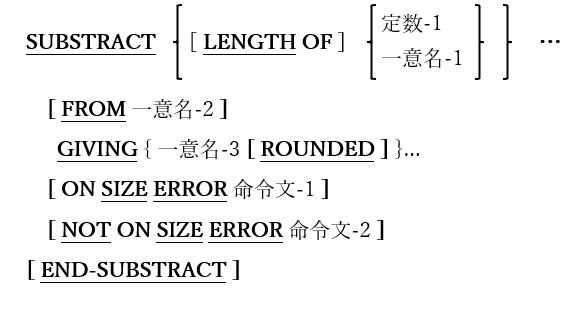 SUBSTRACT { [ LENGTH OF ] { 定数-1 一意名-1 } } …
[ FROM 一意名-2 ]
GIVING { 一意名-3 [ ROUNDED ] }…
[ ON SIZE ERROR 命令文-1 ]
[ NOT ON SIZE ERROR 命令文-2 ]
[ END-SUBSTRACT ]